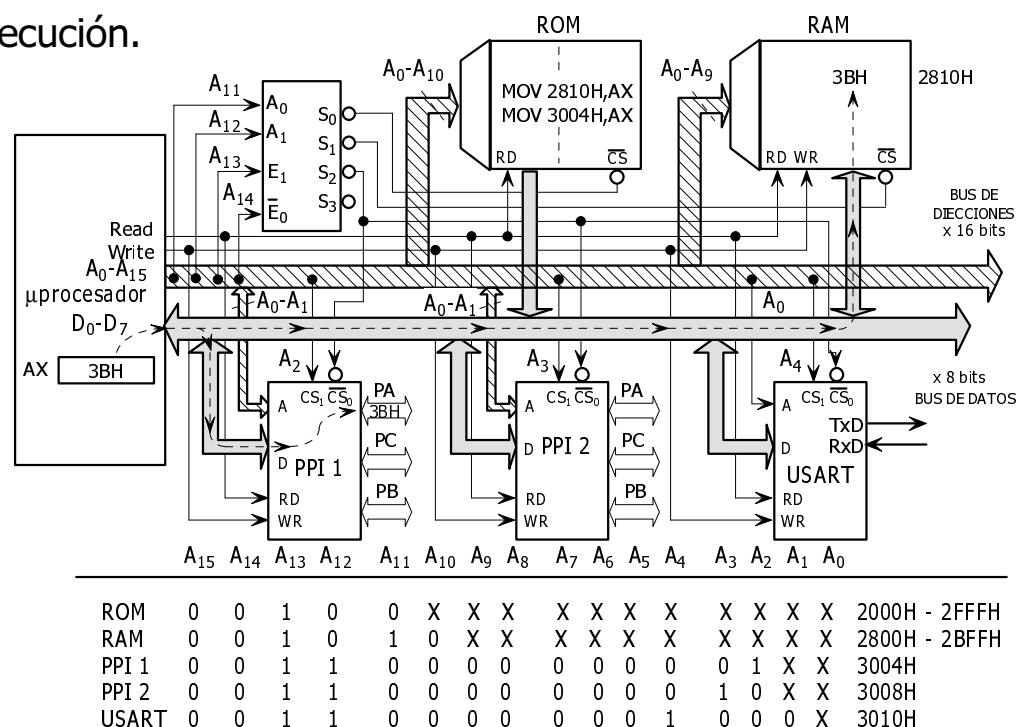 ecución.
ROM
RAM
A0-A10
A0-A9
A11
A12
A13
A14
A0
A1
E1
E0
S0
S1
S2
S3
MOV 2810H,AX
MOV 3004H,AX
RD
CS
3BH
2810H
RD WR
CS
BUS DE
DIECCIONES
x 16 bits
Read
Write
A0-A15
μprocesador
D0-D7
AX
3BH
A0-A1
A0-A1
A0
A2
A3
A4
x 8 bits
BUS DE DATOS
A
CS1 CS0
D
PPI 1
RD
WR
PA
3BH
PC
PB
A
CS1 CS0
D
PPI 2
RD
WR
PA
PC
PB
A
CS1 CS0
D
TxD
RxD
USART
RD
WR
A15 A14 A13 A12 A11 A10 A9 A8 A7 A6 A5 A4 A3 A2 A1 A0
ROM 0 0 1 0 0 X X X X X X X X X X X 2000H - 2FFFH
RAM 0 0 1 0 1 0 X X X X X X X X X X 2800H - 2BFFH
PPI 1 0 0 1 1 0 0 0 0 0 0 0 0 0 1 X X 3004H
PPI 2 0 0 1 1 0 0 0 0 0 0 0 0 1 0 X X 3008H
USART 0 0 1 1 0 0 0 0 0 0 0 1 0 0 0 X 3010H